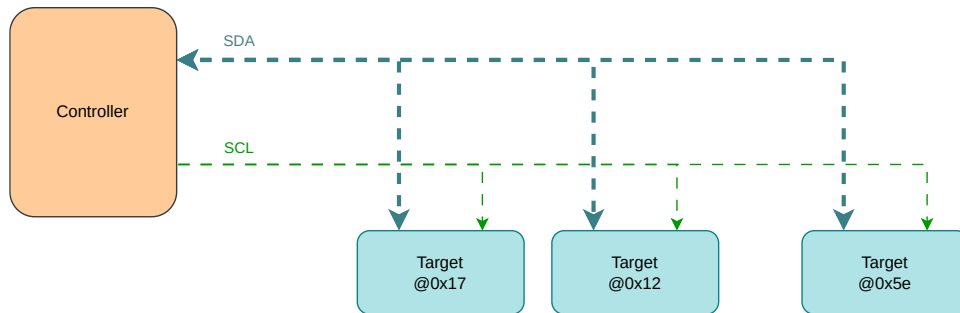 SDA
Controller
SCL
Target
@0x17
Target
@0x12
Target
@0x5e